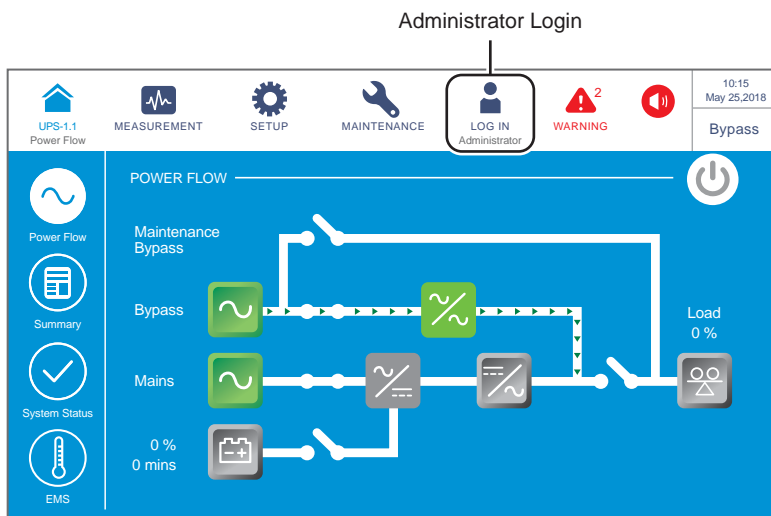 Administrator Login
UPS-1.1
Power Flow
MEASUREMENT
SETUP
MAINTENANCE
LOG IN
Administrator
2
WARNING
10:15
May 25,2018
Bypass
Power Flow
Summary
System Status
EMS
POWER FLOW
Maintenance
Bypass
Bypass
Mains
0 %
0 mins
Load
0 %